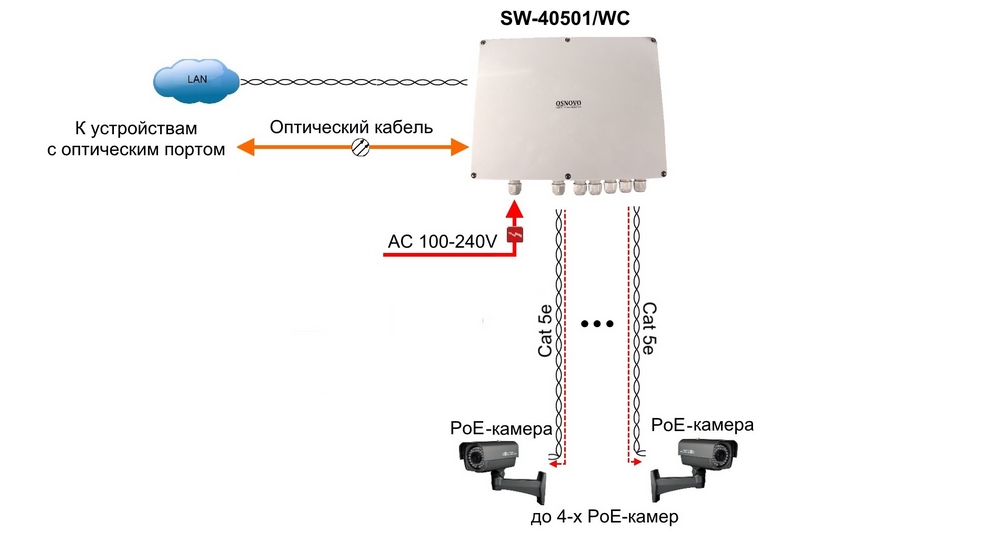 SW-40501/WC
LAN
OSNOVO
К устройствам
с оптическим портом
Оптический кабель
AC 100-240V
Cat 5e
Cat 5e
PoE-камера
PoE-камера
до 4-х PoE-камер